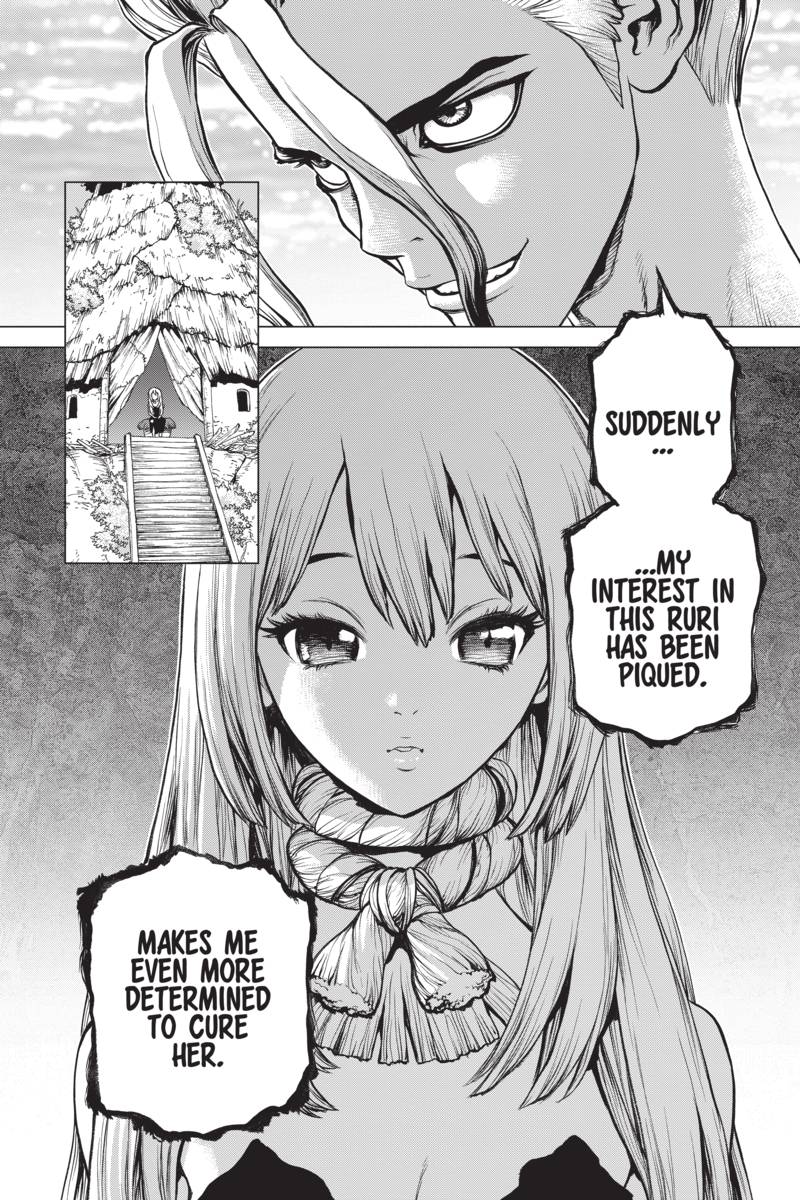 SUDDENLY
...
...MY
INTEREST IN
THIS RURI
HAS BEEN
PIQUED.
MAKES ME
EVEN MORE
DETERMINED
TO CURE
HER.